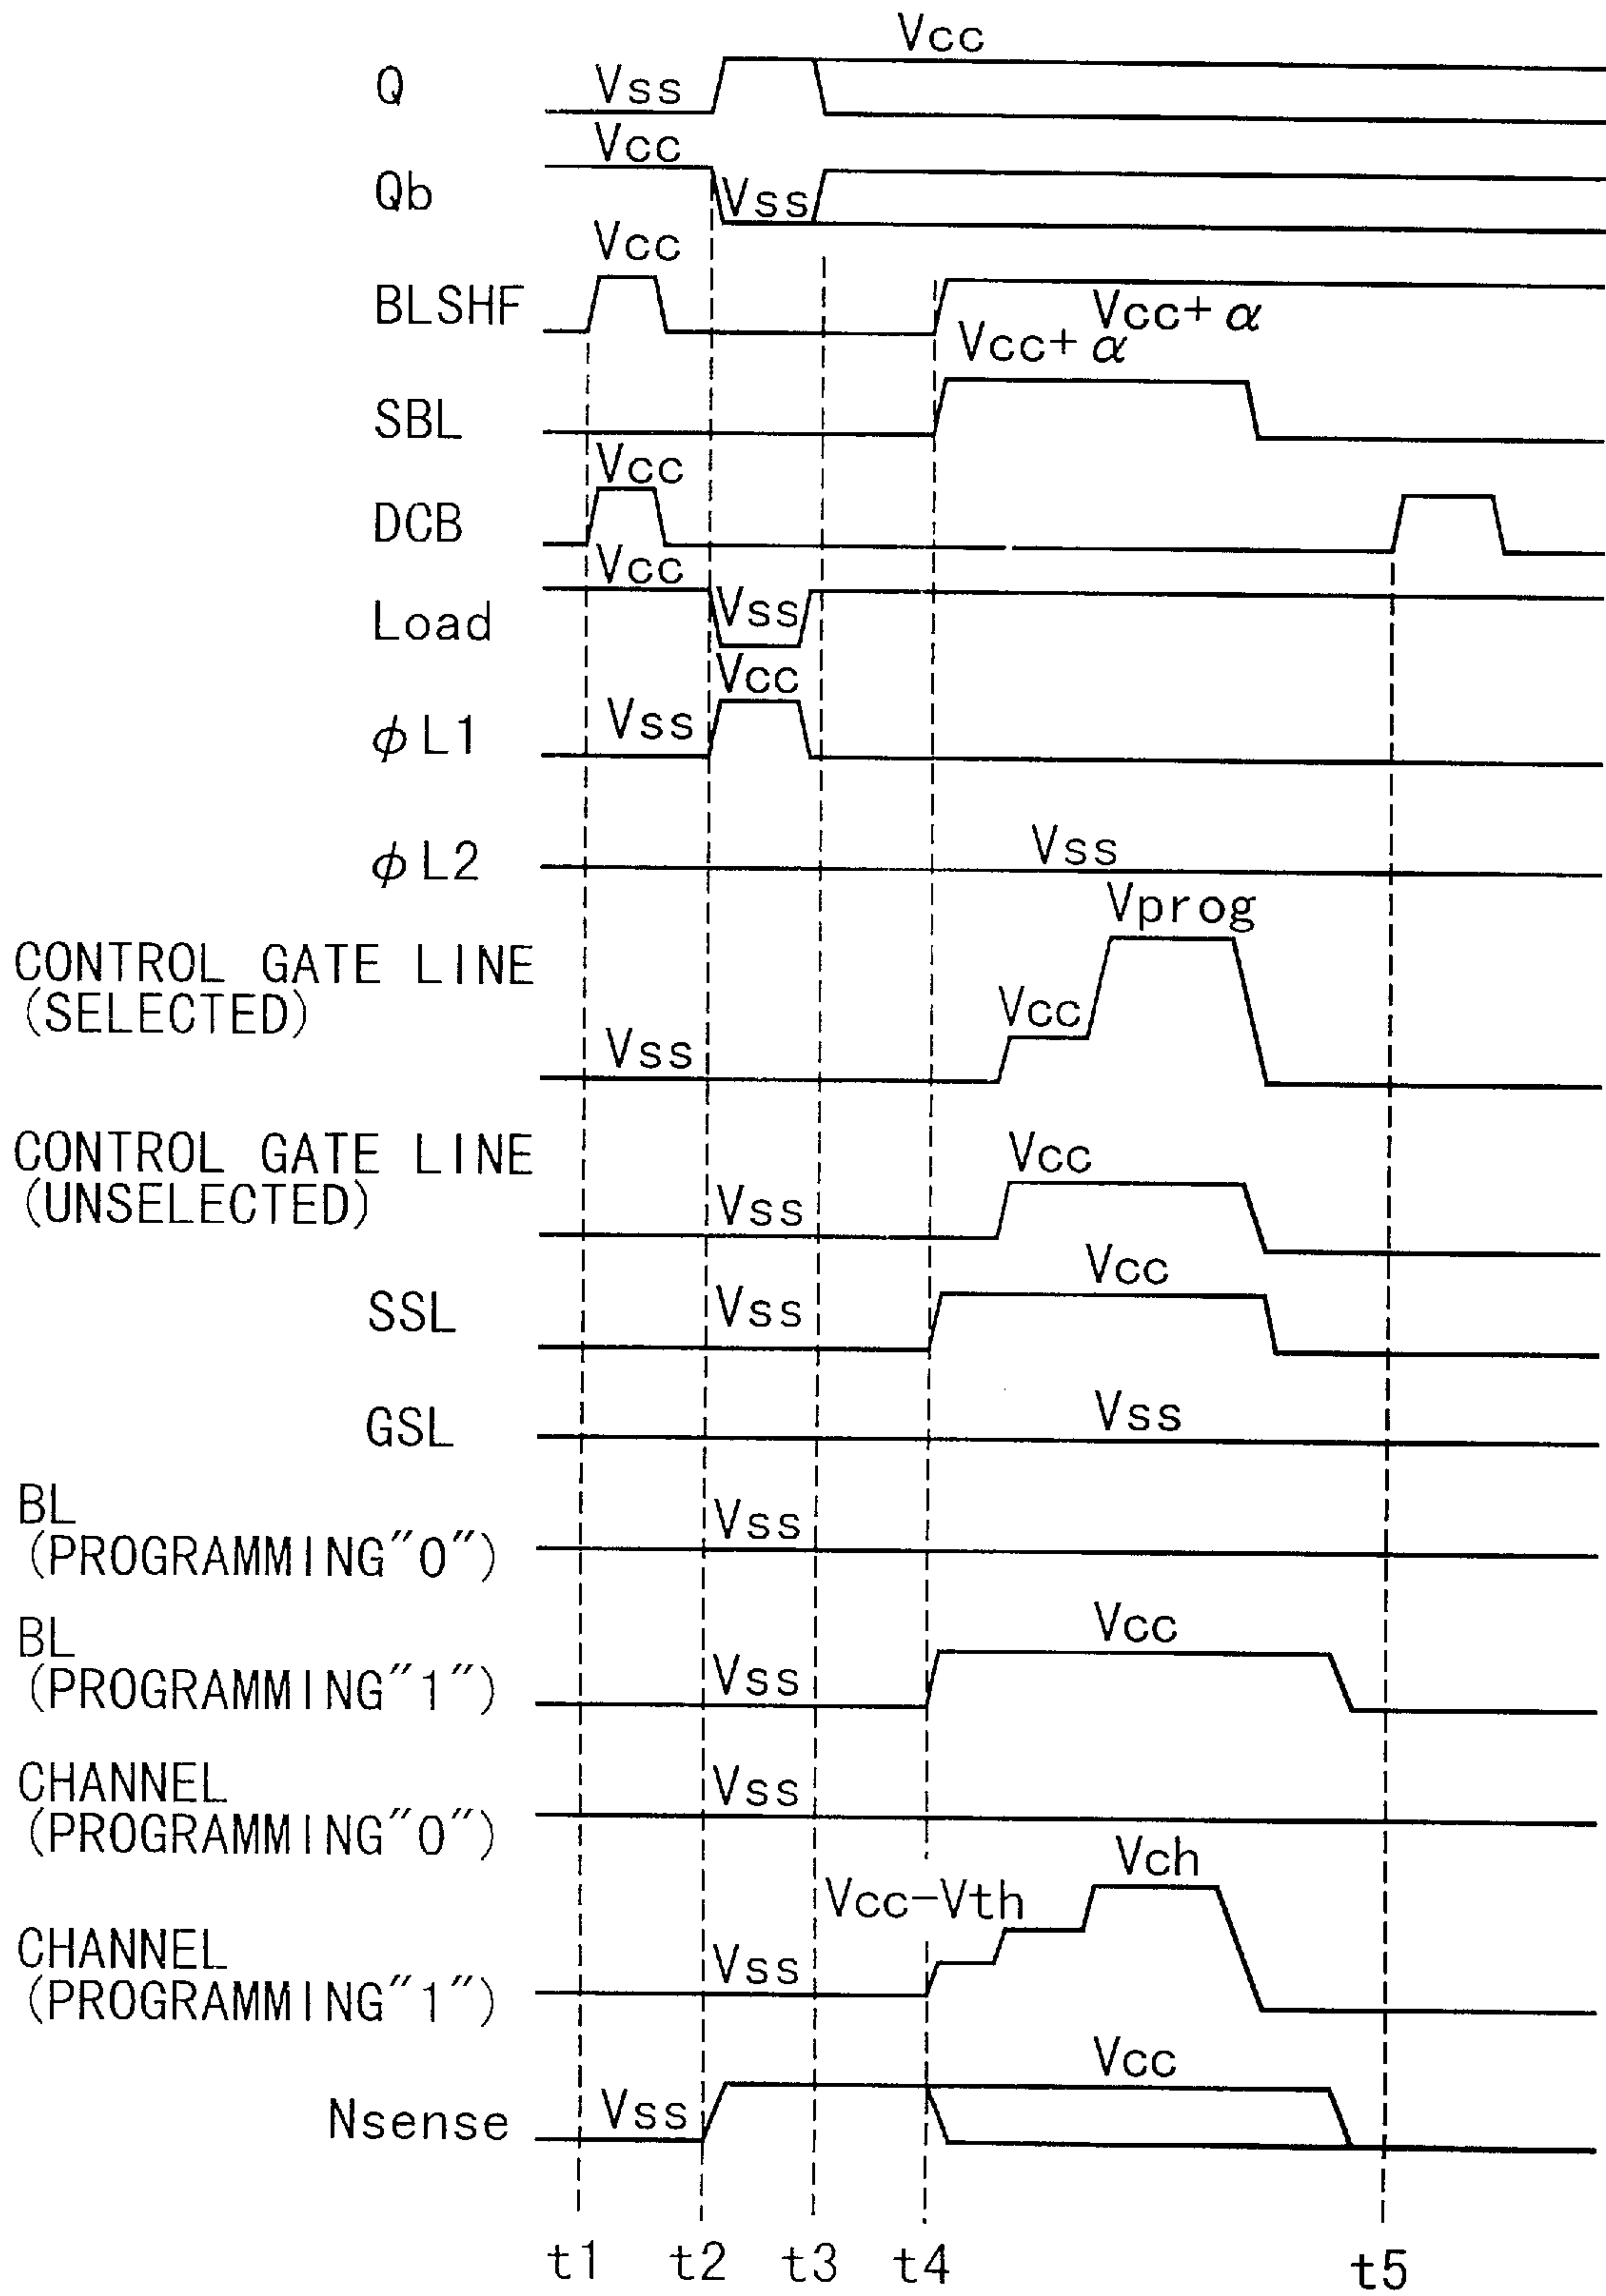 Vcc
Q Vss
Vcc
Qb Vss
Vcc
BLSHF Vcc+α
Vcc+α
SBL
Vcc
DCB
Vcc
Load Vss
Vcc
φL1 Vss
φL2 Vss
Vprog
CONTROL GATE LINE
(SELECTED) Vcc
Vss
CONTROL GATE LINE Vcc
(UNSELECTED) Vss
Vcc
SSL Vss
GSL Vss
BL
(PROGRAMMING"0") Vss
BL Vcc
(PROGRAMMING"1") Vss
CHANNEL Vss
(PROGRAMMING"0")
Vch
Vcc-Vth
CHANNEL Vss
(PROGRAMMING"1")
Vcc
Nsense Vss
t1 t2 t3 t4 t5